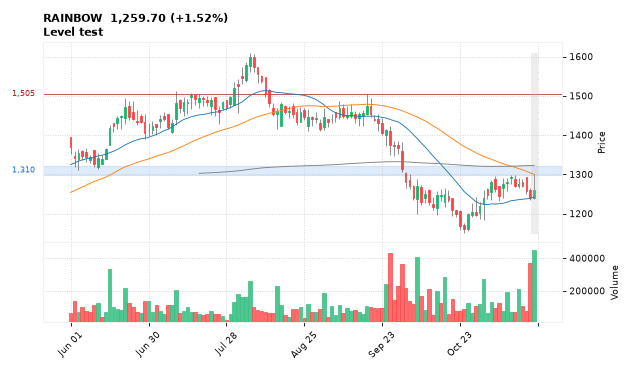 RAINBOW 1,259.70 (+1.52%)
Level test
1600
1,505
1500
1400
Price
1,310
1300
1200
400000
200000
Volume
Jun 01
Jun 30
Jul 28
Aug 25
Sep 23
Oct 23